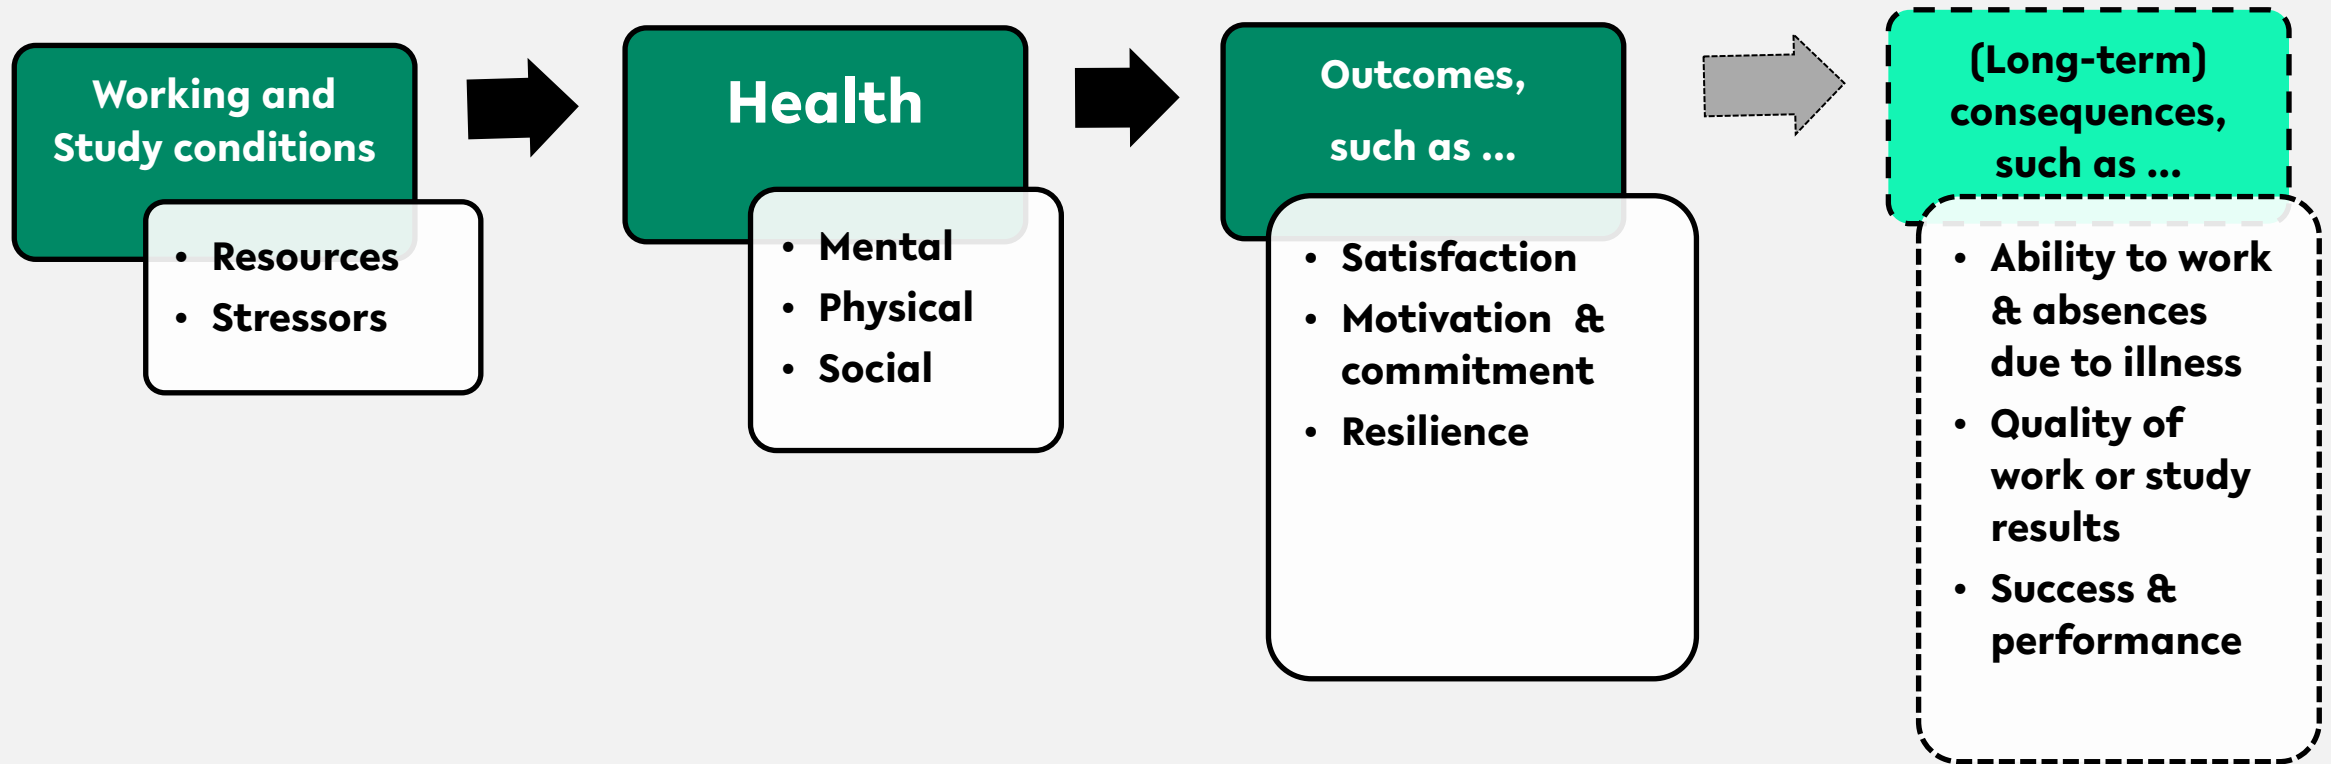 Working and
Study conditions
• Resources
• Stressors
Health
• Mental
• Physical
• Social
Outcomes,
such as ...
• Satisfaction
• Motivation & 
commitment
• Resilience
(Long-term)
consequences,
such as ...
• Ability to work
& absences
due to illness
• Quality of
work or study
results
• Success &
performance